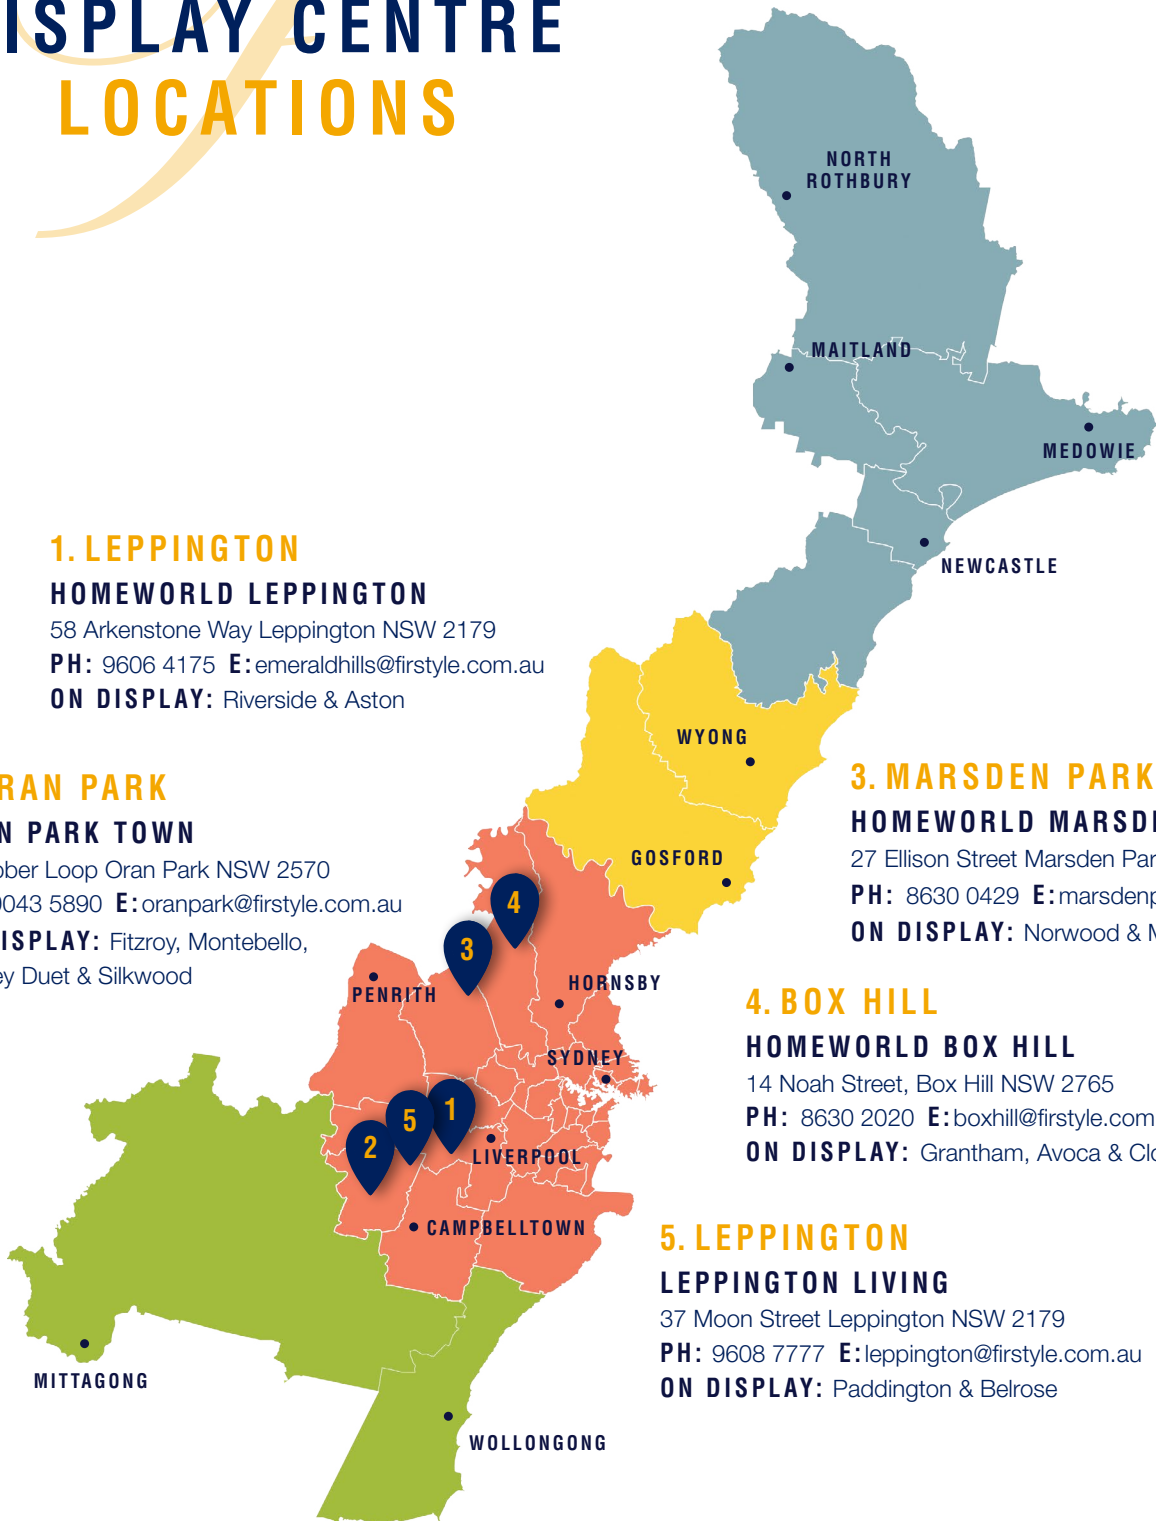 ISPLAY CENTRE
LOCATIONS
NORTH
ROTHBURY
MAITLAND
MEDOWIE
NEWCASTLE
1. LEPPINGTON
HOMEWORLD LEPPINGTON
58 Arkenstone Way Leppington NSW 2179
PH: 9606 4175 E: emeraldhills@firstyle.com.au
ON DISPLAY: Riverside & Aston
WYONG
GOSFORD
RAN PARK
N PARK TOWN
ber Loop Oran Park NSW 2570
9043 5890 E: oranpark@firstyle.com.au
ISPLAY: Fitzroy, Montebello,
ey Duet & Silkwood
3. MARSDEN PARK
HOMEWORLD MARSD
27 Ellison Street Marsden Par
PH: 8630 0429 E: marsdenp
ON DISPLAY: Norwood & M
4
3
PENRITH
HORNSBY
SYDNEY
4. BOX HILL
HOMEWORLD BOX HILL
14 Noah Street, Box Hill NSW 2765
PH: 8630 2020 E: boxhill@firstyle.com
ON DISPLAY: Grantham, Avoca & Clo
1
5
2
LIVERPOOL
CAMPBELLTOWN
5. LEPPINGTON
LEPPINGTON LIVING
37 Moon Street Leppington NSW 2179
PH: 9608 7777 E: leppington@firstyle.com.au
ON DISPLAY: Paddington & Belrose
MITTAGONG
WOLLONGONG